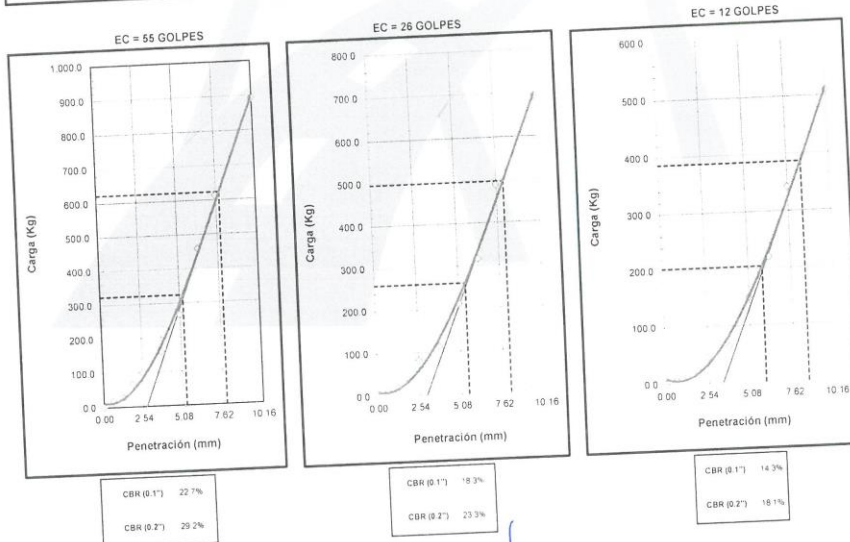 EC = 55 GOLPES
1,000.0
900.0
800.0
700.0
600.0
500.0
400.0
300.0
200.0
100.0
0.0
0.00 2.54 5.08 7.62 10.16
Carga (Kg)
Penetración (mm)
CBR (0.1") 22.7%
CBR (0.2") 29.2%
EC = 26 GOLPES
800.0
700.0
600.0
500.0
400.0
300.0
200.0
100.0
0.0
0.00 2.54 5.08 7.62 10.16
Carga (Kg)
Penetración (mm)
CBR (0.1") 18.3%
CBR (0.2") 23.3%
EC = 12 GOLPES
600.0
500.0
400.0
300.0
200.0
100.0
0.0
0.00 2.54 5.08 7.62 10.16
Carga (Kg)
Penetración (mm)
CBR (0.1") 14.3%
CBR (0.2") 18.1%